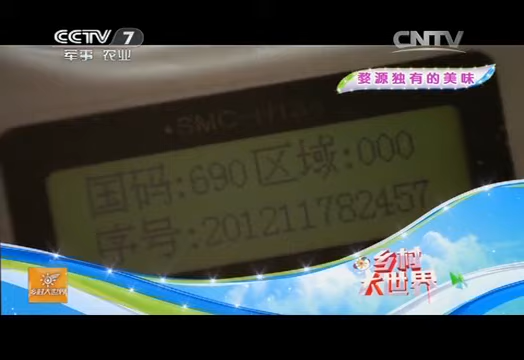 CCTV 7
军事 农业
CNTV
婺源独有的美味
国码:690 区域:000
序号:201211782457
乡村
大世界